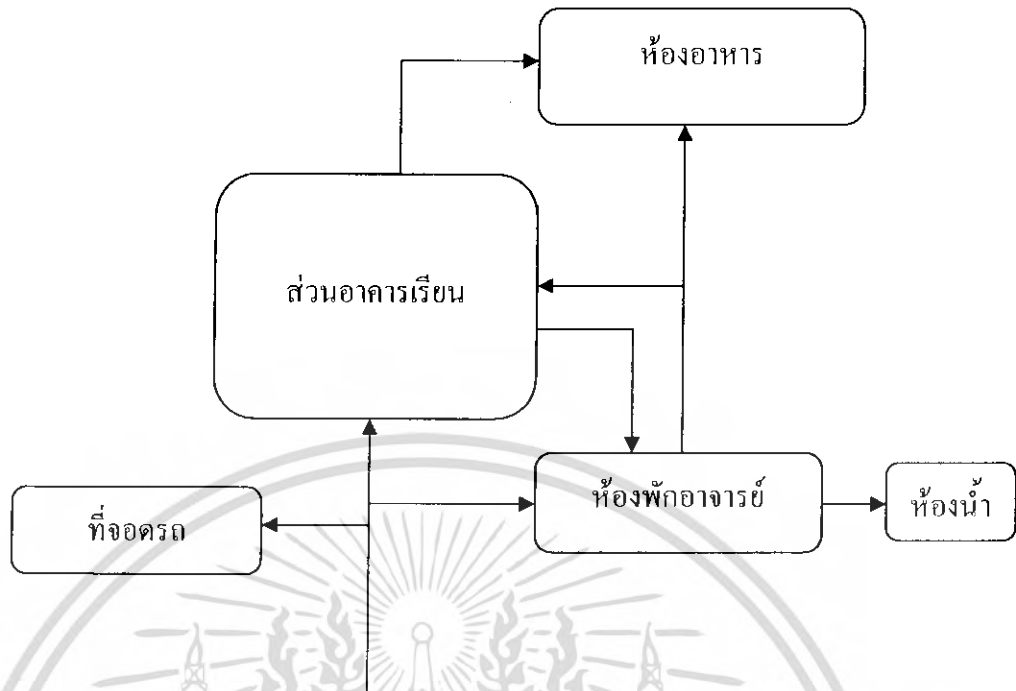 ห้องอาหาร
ส่วนอาคารเรียน
ห้องพักอาจารย์
ห้องน้ำ
ที่จอดรถ